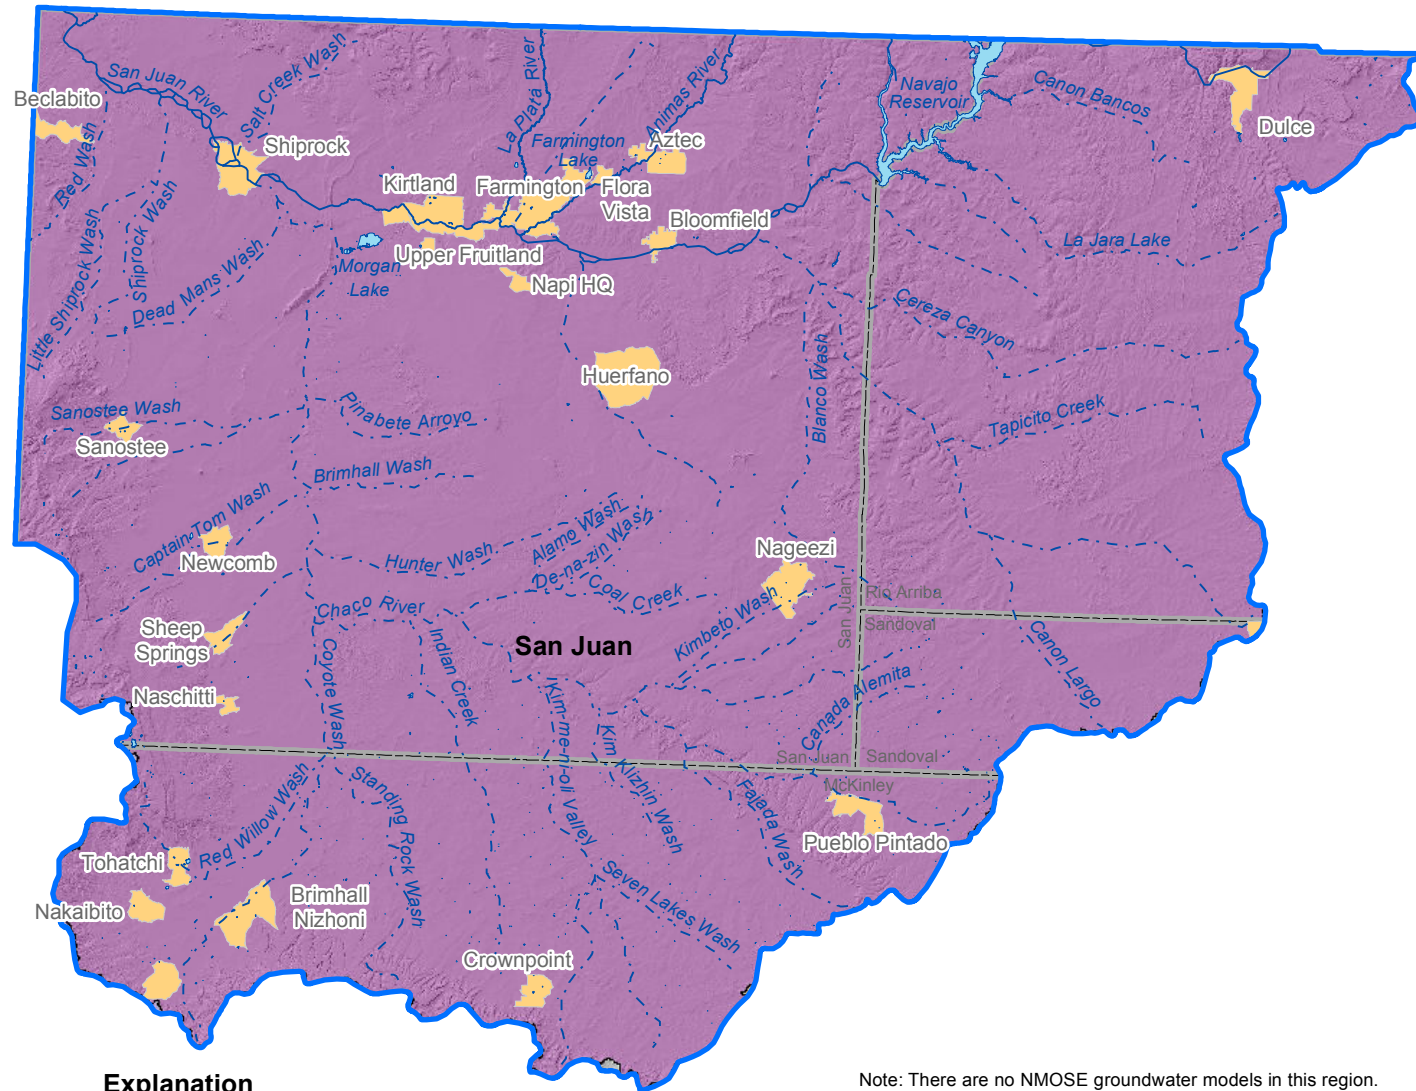 San Juan River
Salt Creek Wash
La Plata River
Animas River
Navajo
Reservoir
Canon Bancos
Beclabito
Red Wash
Shiprock
Farmington
Lake
Aztec
Dulce
Kirtland
Farmington
Flora
Vista
Bloomfield
Shiprock Wash
Little Shiprock Wash
Dead Mans Wash
Upper Fruitland
Morgan
Lake
Napi HQ
La Jara Lake
Cereza Canyon
Blanco Wash
Huerfano
Sanostee Wash
Sanostee
Pinabete Arroyo
Tapicito Creek
Brimhall Wash
Captain Tom Wash
Newcomb
Hunter Wash
Alamo Wash
De-na-zin Wash
Coal Creek
Nageezi
Kimbeto Wash
San Juan
Rio Arriba
Sandoval
Chaco River
Sheep
Springs
Coyote Wash
Indian Creek
San Juan
Canon Largo
Naschitti
Kim-me-ni-oli Valley
Kim Klizhin Wash
Canada Alemita
San Juan
Sandoval
McKinley
Fajada Wash
Pueblo Pintado
Red Willow Wash
Standing Rock Wash
Tohatchi
Nakaibito
Brimhall
Nizhoni
Seven Lakes Wash
Crownpoint
Explanation
Note: There are no NMOSE groundwater models in this region.